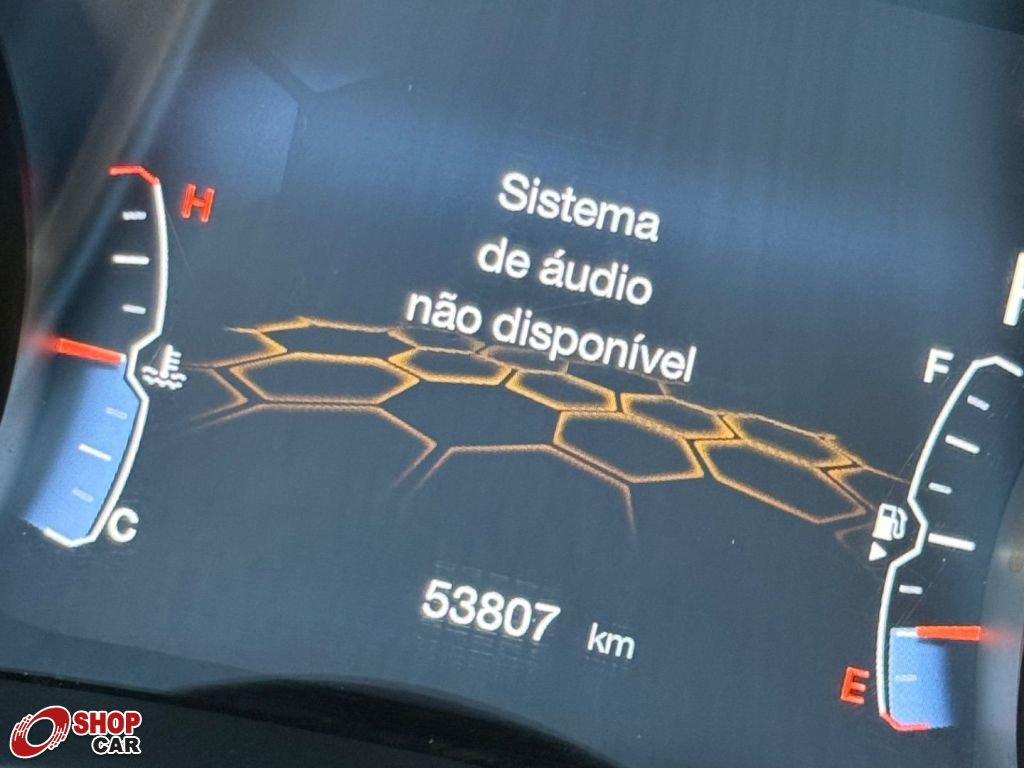 H
Sistema
de áudio
não disponível
F
C
53807 km
E
SHOP
CAR